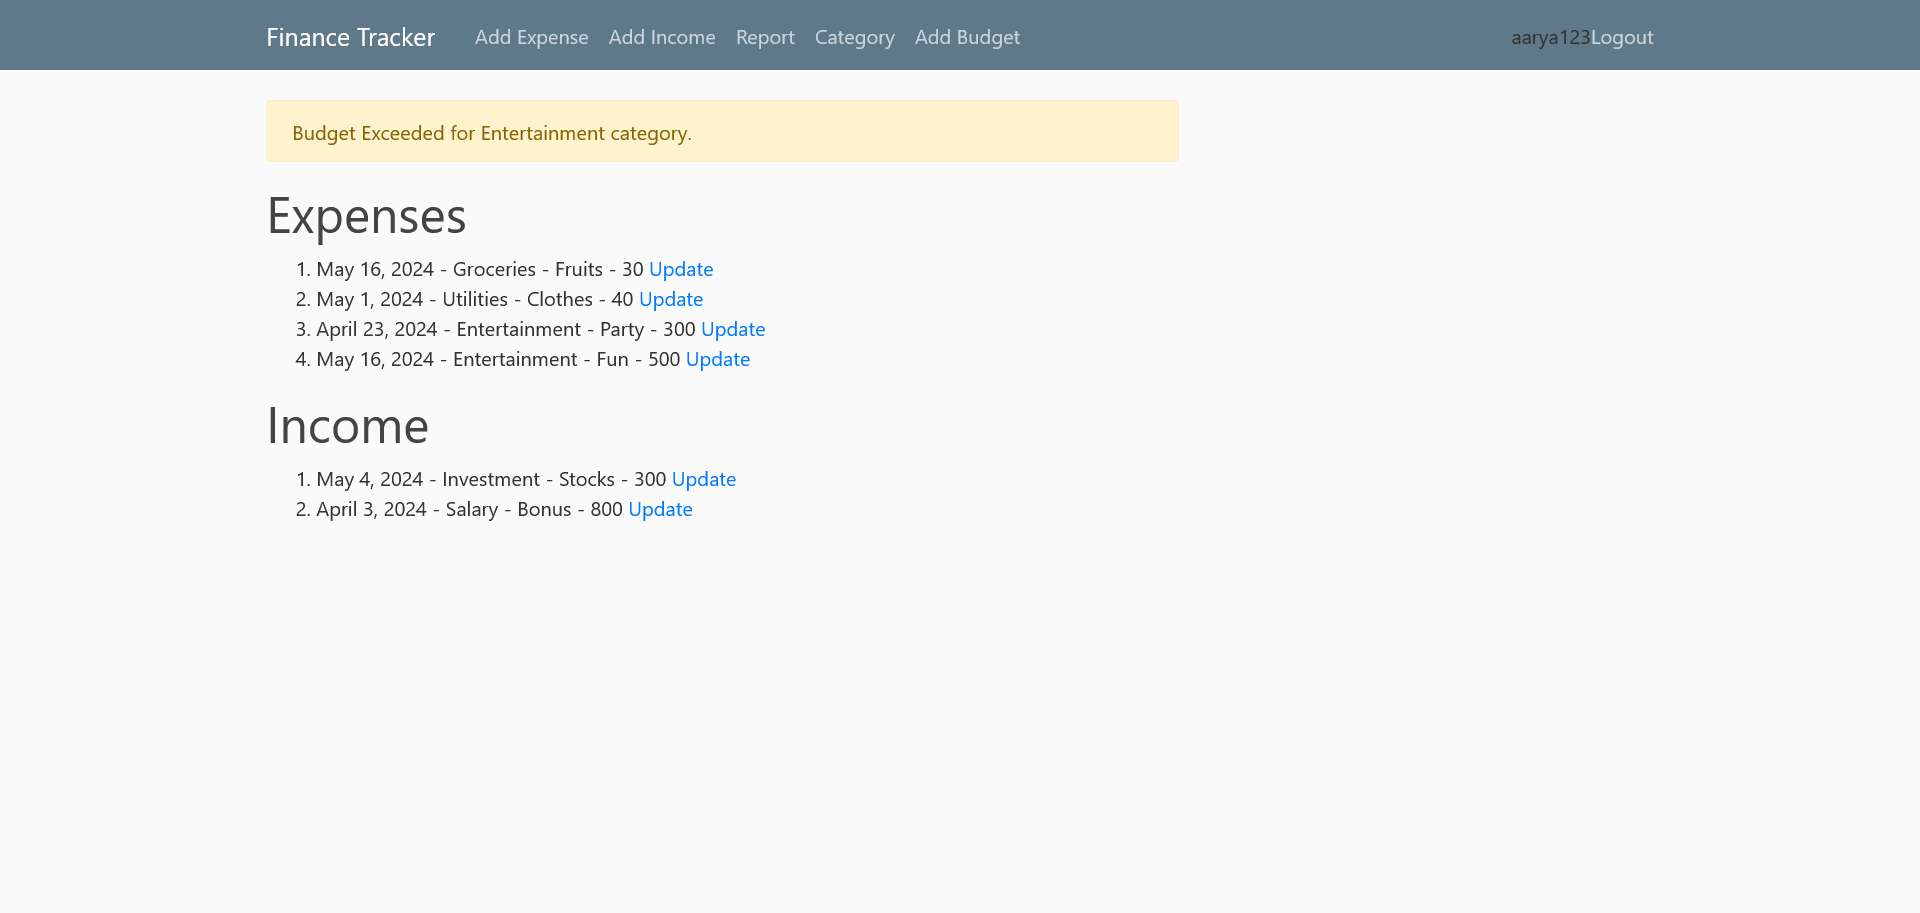 Finance Tracker Add Expense Add Income Report Category Add Budget aarya123Logout
Budget Exceeded for Entertainment category.
Expenses
1. May 16, 2024 - Groceries - Fruits - 30 Update
2. May 1, 2024 - Utilities - Clothes - 40 Update
3. April 23, 2024 - Entertainment - Party - 300 Update
4. May 16, 2024 - Entertainment - Fun - 500 Update
Income
1. May 4, 2024 - Investment - Stocks - 300 Update
2. April 3, 2024 - Salary - Bonus - 800 Update